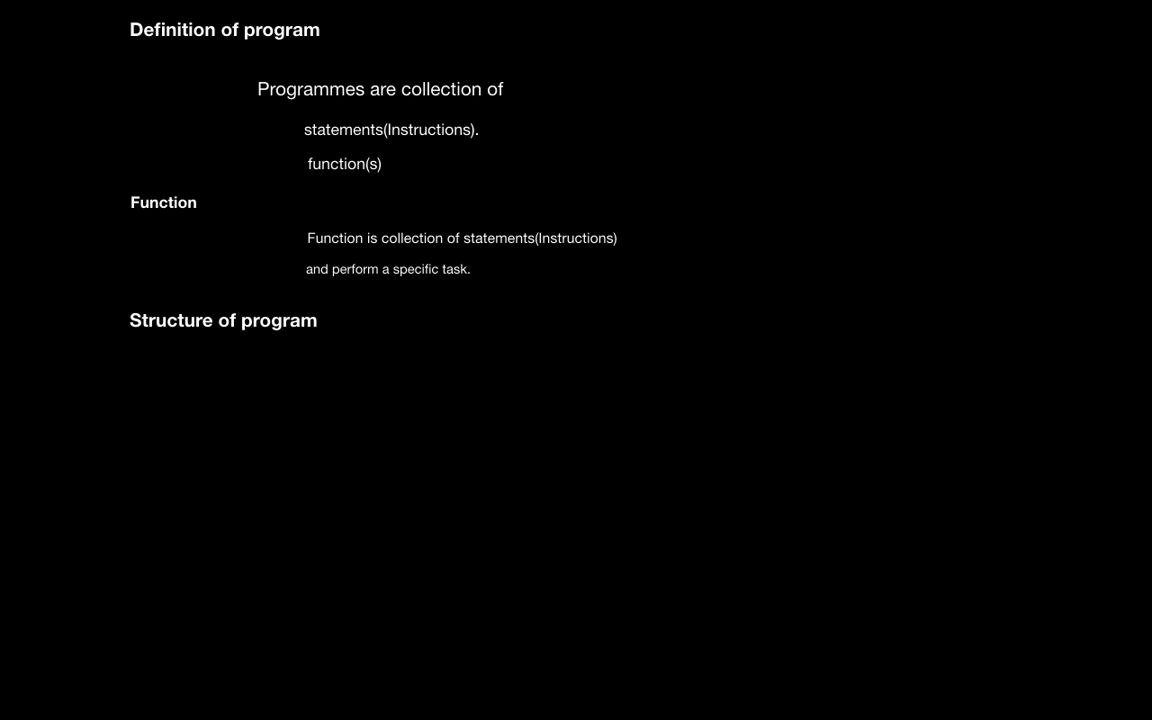 Definition of program
Programmes are collection of
statements(Instructions).
function(s)
Function
Function is collection of statements(Instructions)
and perform a specific task.
Structure of program